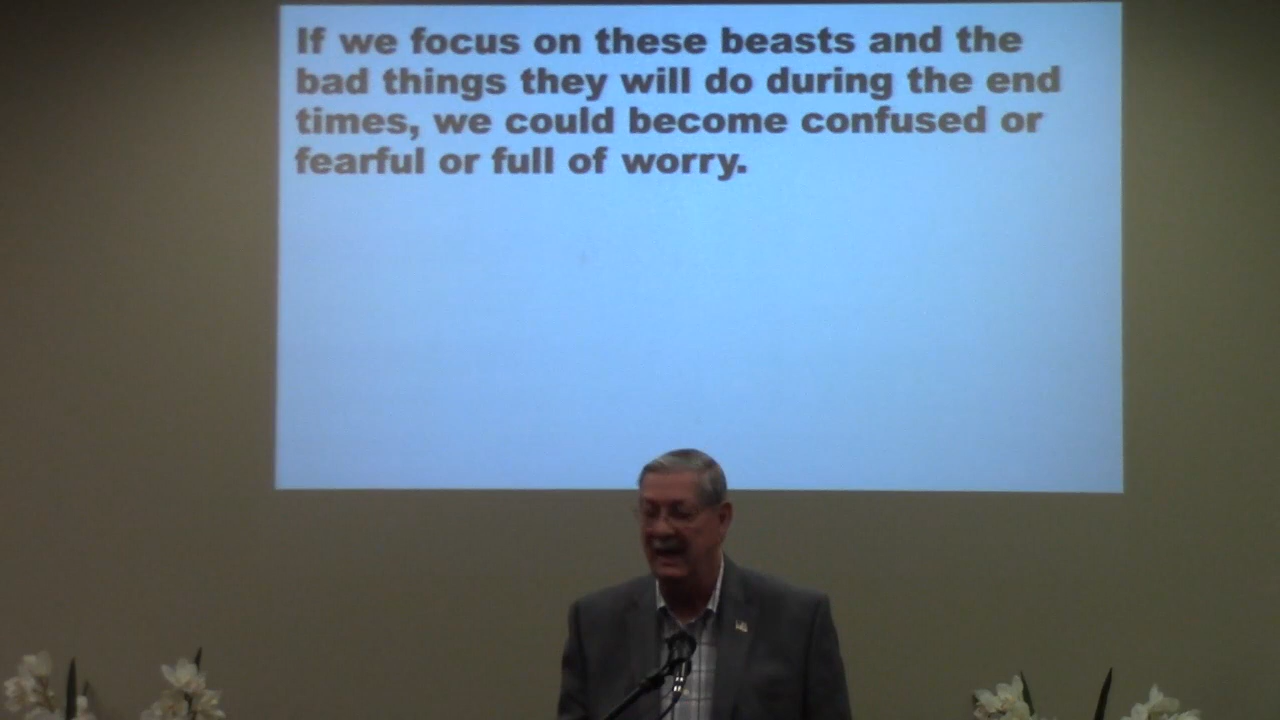 If we focus on these beasts and the
bad things they will do during the end
times, we could become confused or
fearful or full of worry.